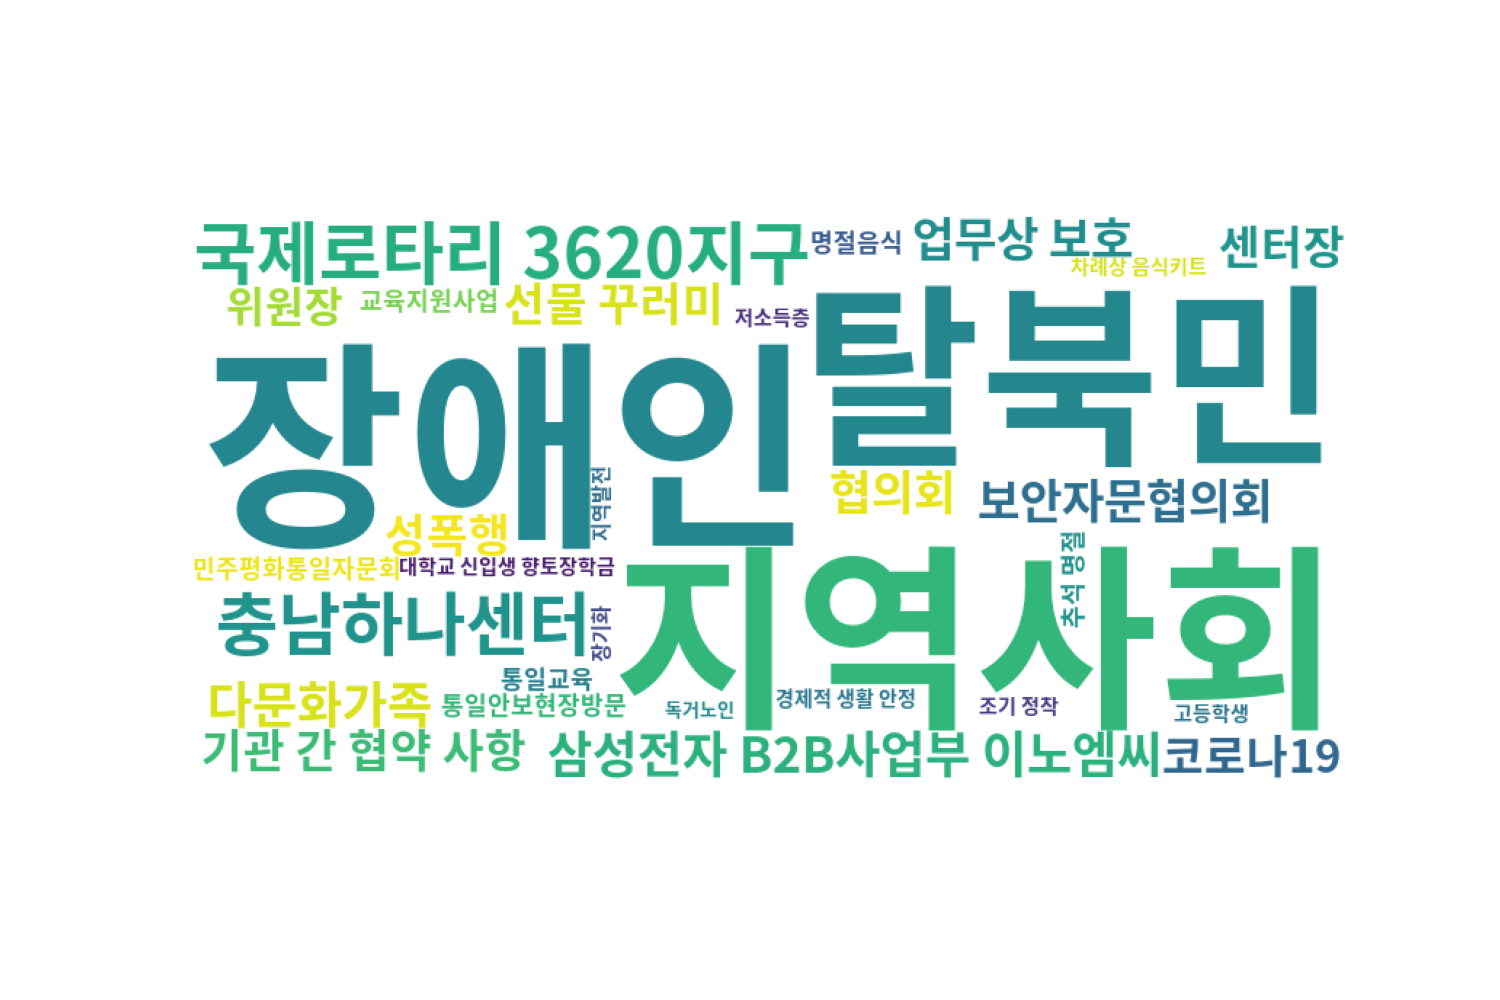 국제로타리 3620지구
명절음식
업무상 보호
센터장
차례상 음식키트
위원장
교육지원사업
선물 꾸러미
저소득층
탈북민
장애인
지역발전
협의회
보안자문협의회
성폭행
민주평화통일자문회
대학교 신입생 향토장학금
추석 명절
지역사회
충남하나센터
장기화
통일교육
다문화가족
통일안보현장방문
독거노인
경제적 생활 안정
조기 정착
고등학생
기관 간 협약 사항
삼성전자 B2B사업부 이노엠씨
코로나19